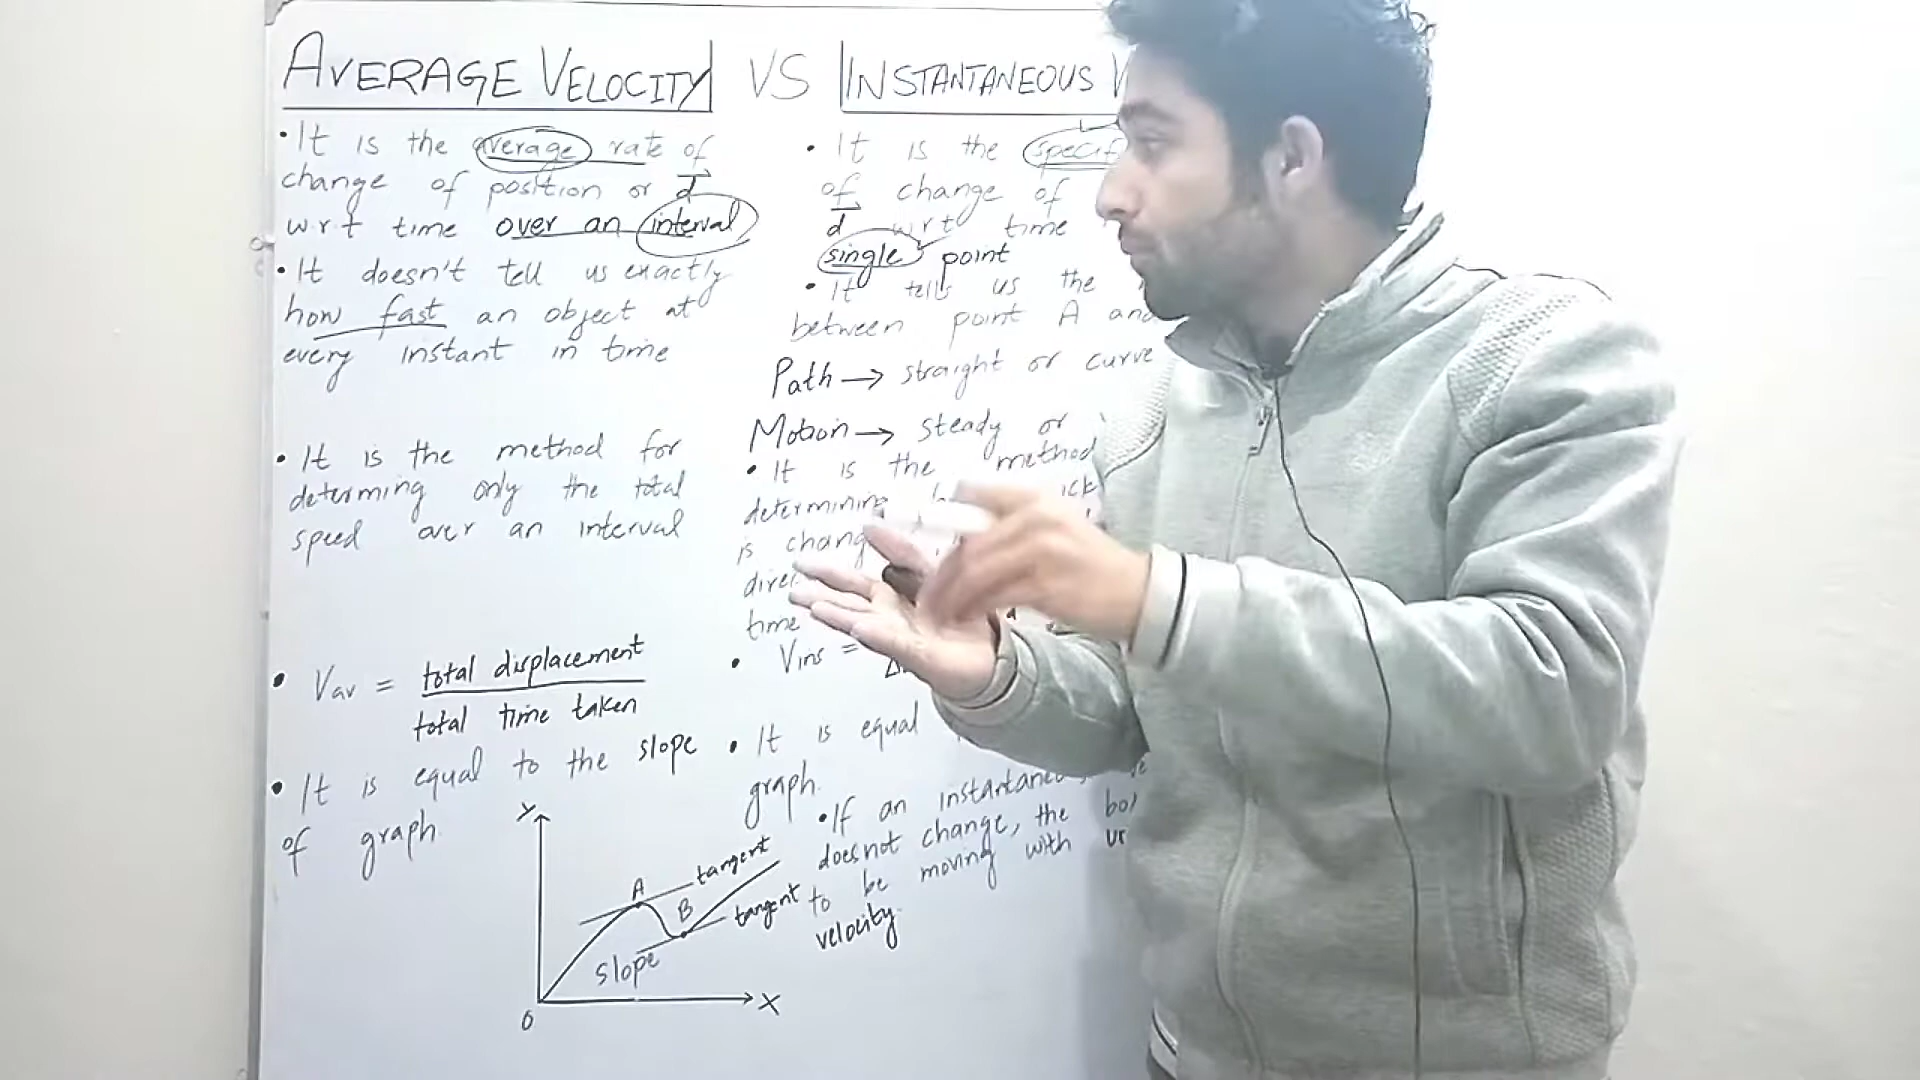 AVERAGE VELOCITY VS INSTANTANEOUS V
• It is the average rate of
change of position or d
w.r.t time over an interval
• It doesn't tell us exactly
how fast an object at
every instant in time
• It is the method for
determing only the total
speed over an interval
• Vav = total displacement
total time taken
• It is equal to the slope
of graph
Y
A
tangent
B
tangent
slope
O
X
• It is the
of change of
d w.r.t time
single point
• It tells us the
between point A and
Path → straight or curve
Motion → steady or
• It is the method
determining
is
time
• Vins =
• It is equal
graph.
• If an
does not change, the
to be moving with
velocity.